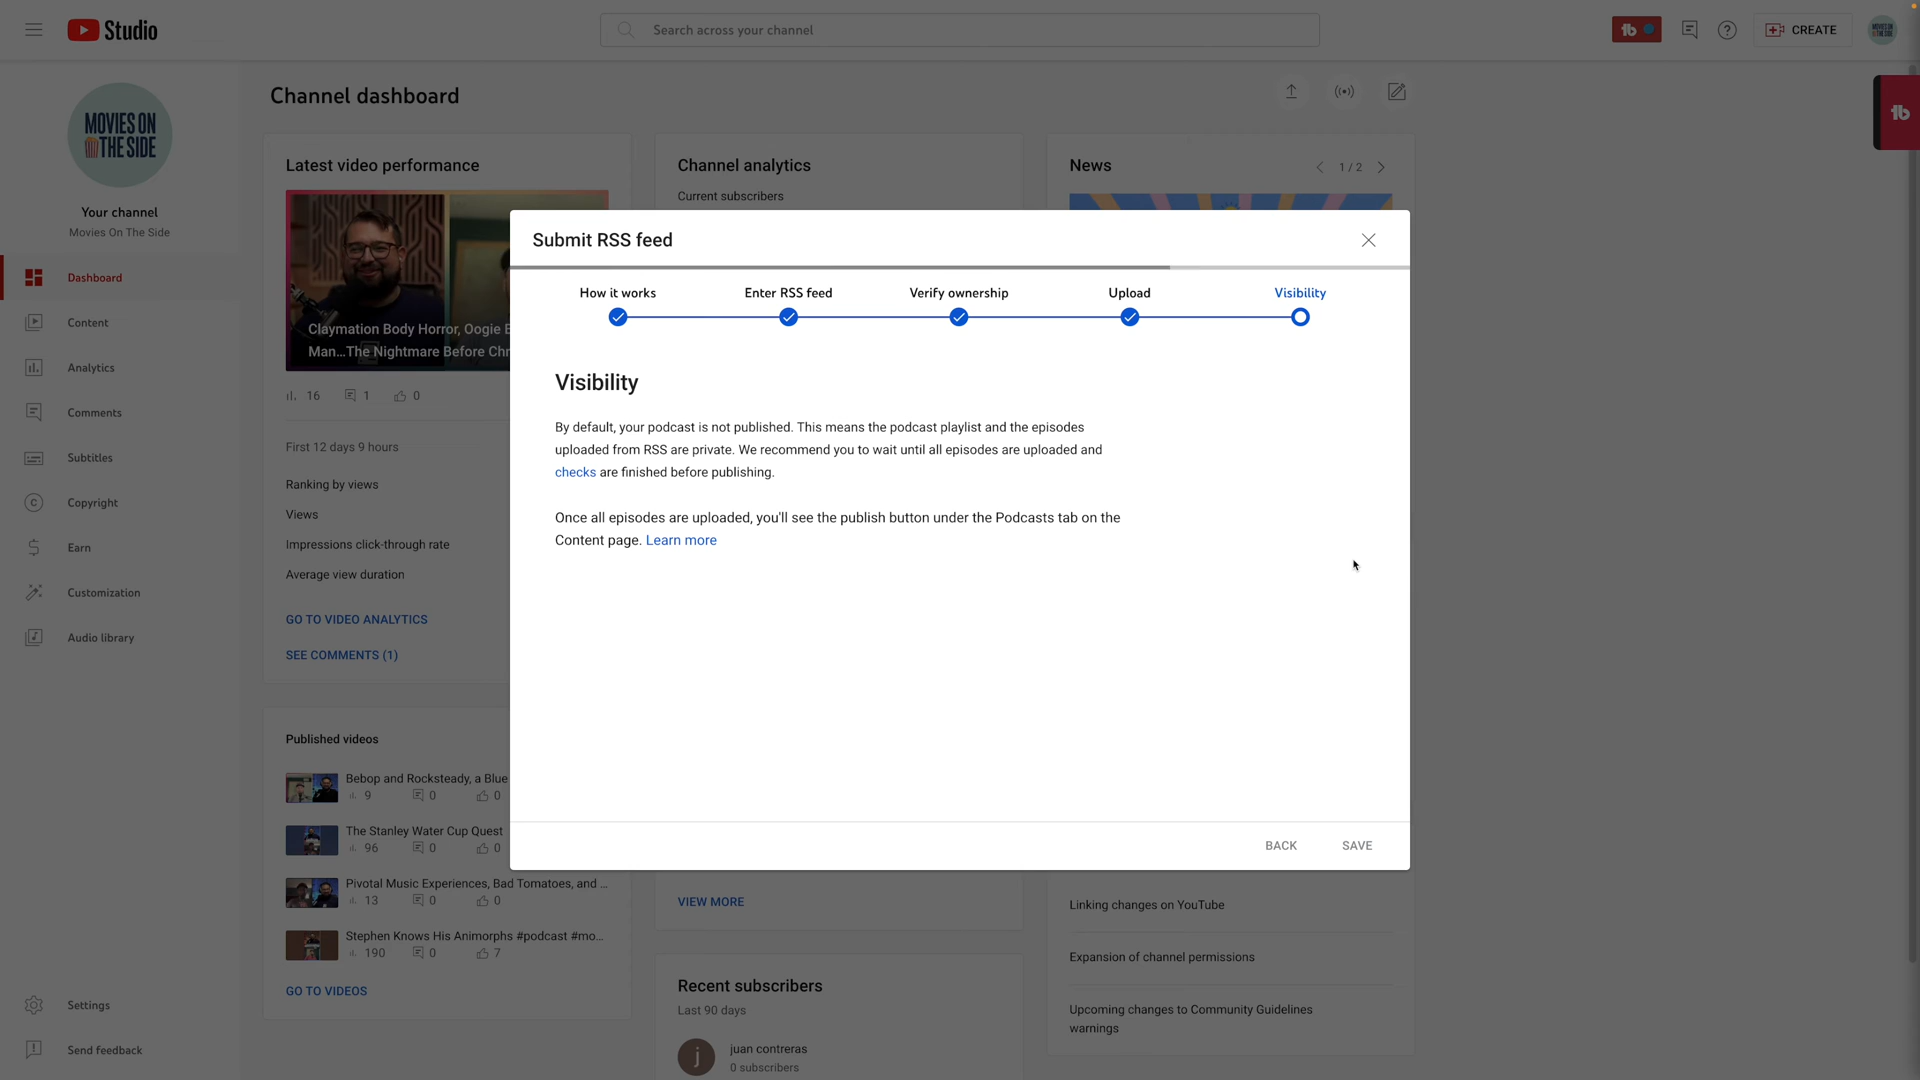 Studio
Search across your channel
CREATE
MOVIES ON
THE SIDE
Your channel
Movies On The Side
Dashboard
Content
Analytics
Comments
Subtitles
Copyright
Earn
Customization
Audio library
Settings
Send feedback
Channel dashboard
Latest video performance
Claymation Body Horror, Oogie B
Man...The Nightmare Before Chr
16 1 0
First 12 days 9 hours
Ranking by views
Views
Impressions click-through rate
Average view duration
GO TO VIDEO ANALYTICS
SEE COMMENTS (1)
Published videos
Bebop and Rocksteady, a Blue
9 0 0
The Stanley Water Cup Quest
96 0 0
Pivotal Music Experiences, Bad Tomatoes, and ...
13 0 0
Stephen Knows His Animorphs #podcast #mo...
190 0 7
GO TO VIDEOS
Channel analytics
Current subscribers
VIEW MORE
Recent subscribers
Last 90 days
j
juan contreras
0 subscribers
News
1 / 2
Linking changes on YouTube
Expansion of channel permissions
Upcoming changes to Community Guidelines
warnings
Submit RSS feed
How it works
Enter RSS feed
Verify ownership
Upload
Visibility
Visibility
By default, your podcast is not published. This means the podcast playlist and the episodes
uploaded from RSS are private. We recommend you to wait until all episodes are uploaded and
checks are finished before publishing.
Once all episodes are uploaded, you'll see the publish button under the Podcasts tab on the
Content page. Learn more
BACK
SAVE
tb
tb